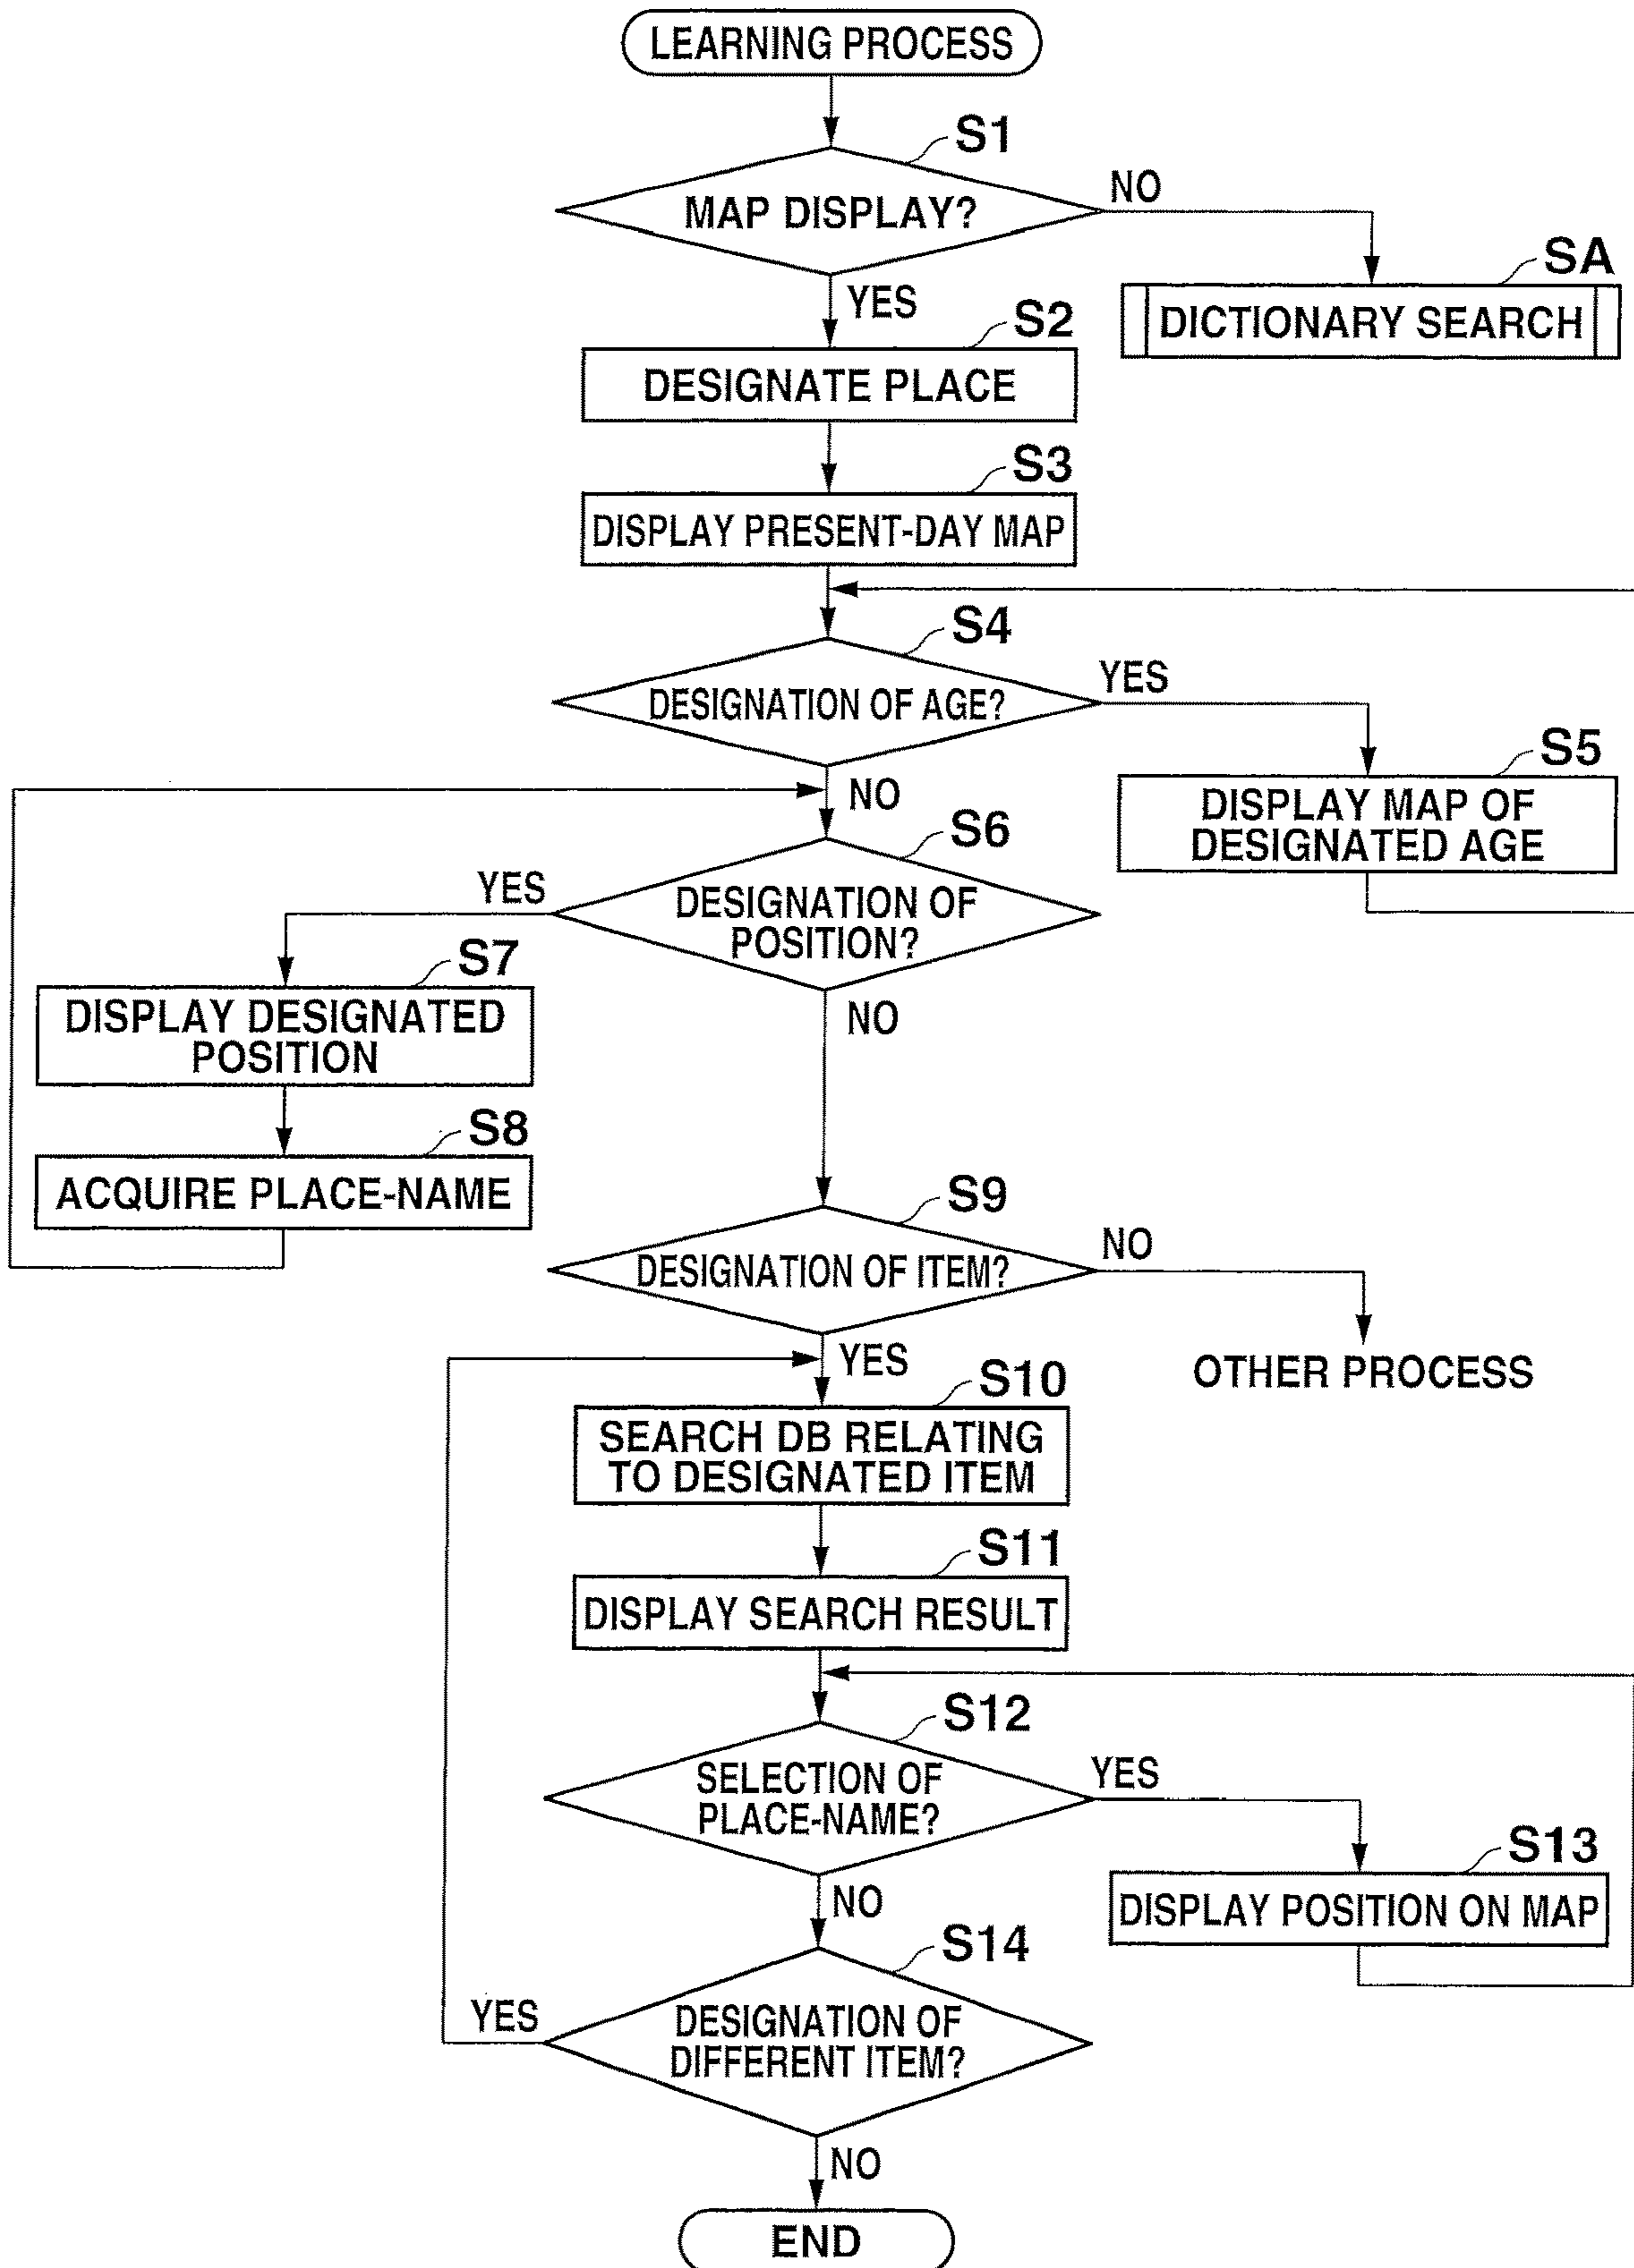 LEARNING PROCESS
S1
MAP DISPLAY?
NO
YES
SA
DICTIONARY SEARCH
S2
DESIGNATE PLACE
S3
DISPLAY PRESENT-DAY MAP
S4
DESIGNATION OF AGE?
YES
NO
S5
DISPLAY MAP OF
DESIGNATED AGE
S6
DESIGNATION OF
POSITION?
YES
NO
S7
DISPLAY DESIGNATED
POSITION
S8
ACQUIRE PLACE-NAME
S9
DESIGNATION OF ITEM?
NO
YES
OTHER PROCESS
S10
SEARCH DB RELATING
TO DESIGNATED ITEM
S11
DISPLAY SEARCH RESULT
S12
SELECTION OF
PLACE-NAME?
YES
NO
S13
DISPLAY POSITION ON MAP
S14
DESIGNATION OF
DIFFERENT ITEM?
YES
NO
END